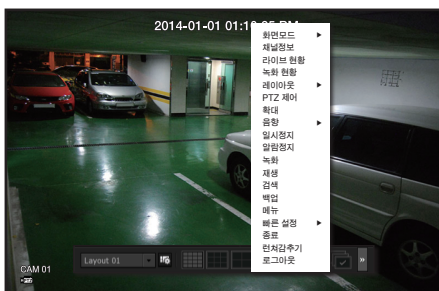 2014-01-01 01:1
화면모드
채널정보
라이브 현황
녹화 현황
레이아웃
PTZ 제어
확대
음향
일시정지
알람정지
녹화
재생
검색
백업
메뉴
빠른 설정
종료
런쳐감추기
로그아웃
Layout 01
CAM 01